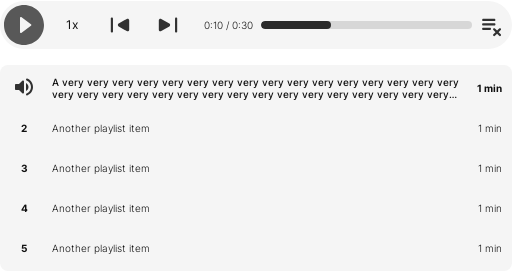 1x
0:10 / 0:30
A very very very very very very very very very very very very very very very very
very very very very very very very very very very very very very very very very...
1 min
2 Another playlist item 1 min
3 Another playlist item 1 min
4 Another playlist item 1 min
5 Another playlist item 1 min